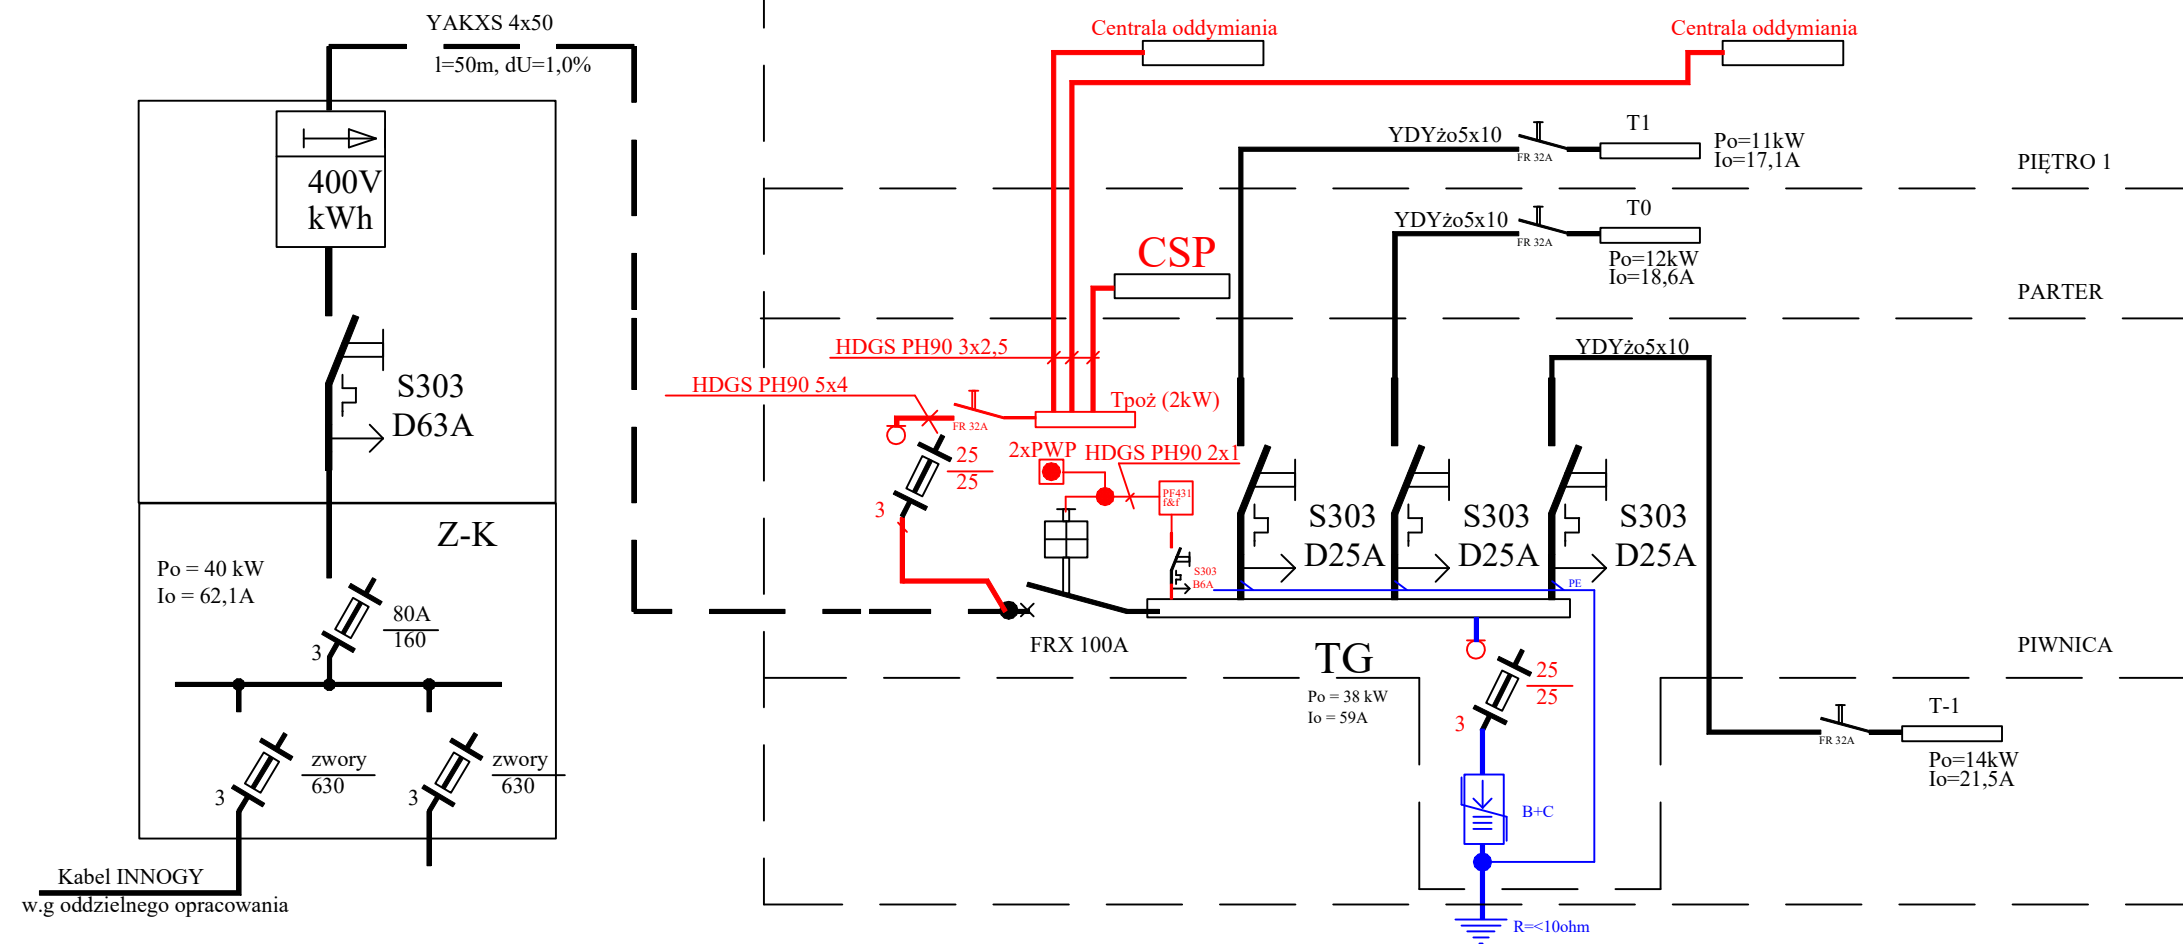 YAKXS 4x50
l=50m, dU=1,0%
400V
kWh
S303
D63A
Z-K
Po = 40 kW
Io = 62,1A
80A
160
3
zwory
630
3
zwory
630
3
Kabel INNOGY
w.g oddzielnego opracowania
Centrala oddymiania
Centrala oddymiania
YDYżo5x10
FR 32A
T1
Po=11kW
Io=17,1A
PIĘTRO 1
YDYżo5x10
FR 32A
T0
Po=12kW
Io=18,6A
CSP
PARTER
HDGS PH90 3x2,5
YDYżo5x10
HDGS PH90 5x4
FR 32A
Tpoż (2kW)
25
25
3
2xPWP
HDGS PH90 2x1
PF431
f&f
S303
B6A
S303
D25A
S303
D25A
S303
D25A
PE
FRX 100A
TG
Po = 38 kW
Io = 59A
PIWNICA
25
25
3
B+C
R=<10ohm
T-1
FR 32A
Po=14kW
Io=21,5A